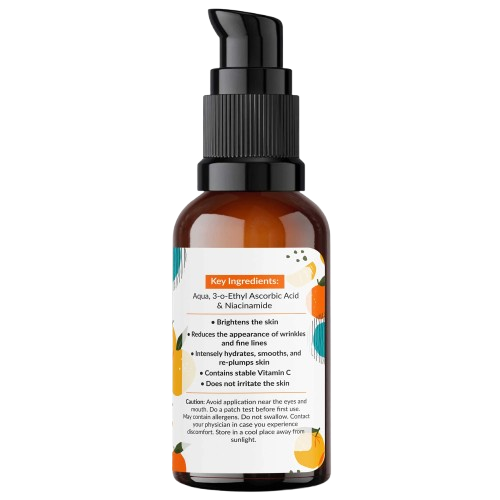 Key Ingredients:
Aqua, 3-o-Ethyl Ascorbic Acid
& Niacinamide
• Brightens the skin
• Reduces the appearance of wrinkles
and fine lines
• Intensely hydrates, smooths, and
re-plumps skin
• Contains stable Vitamin C
• Does not irritate the skin
Caution: Avoid application near the eyes and
mouth. Do a patch test before first use.
May contain allergens. Do not swallow. Contact
your physician in case you experience
discomfort. Store in a cool place away from
sunlight.